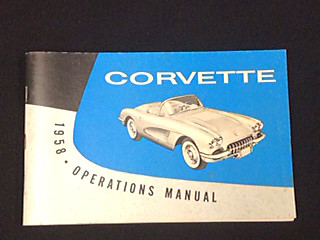 CORVETTE
1958 • OPERATIONS MANUAL